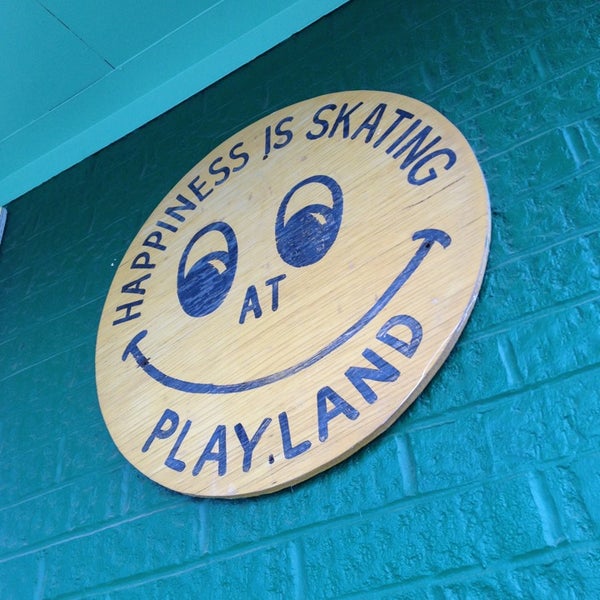 HAPPINESS IS SKATING
AT
PLAY.LAND